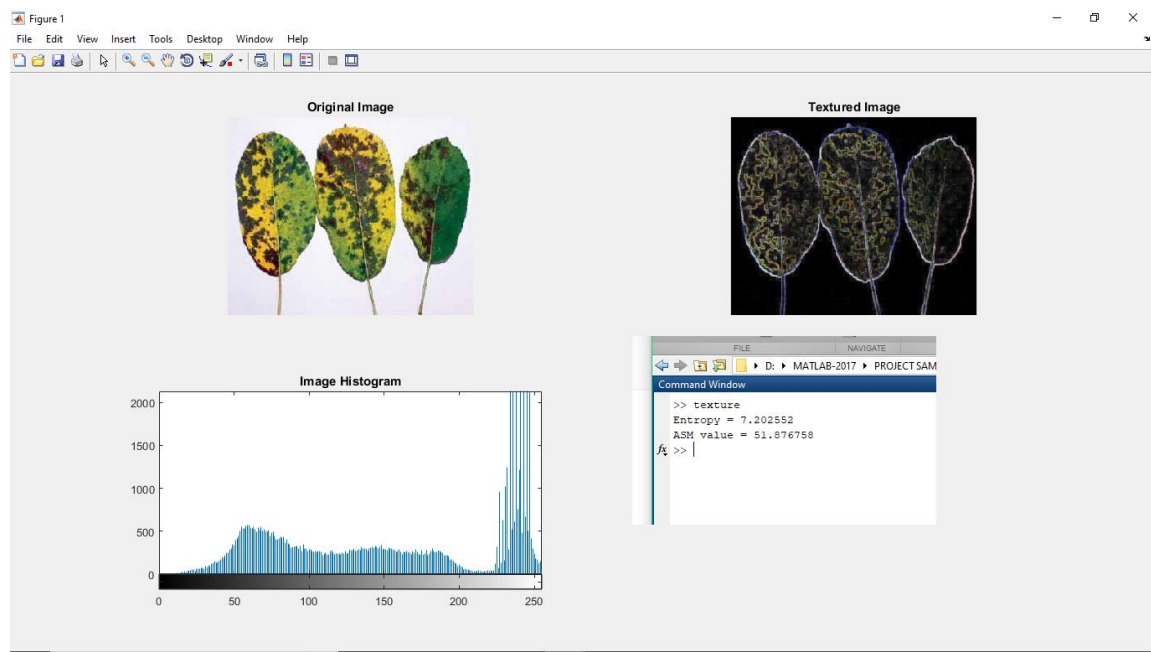 Figure 1
File Edit View Insert Tools Desktop Window Help
Original Image
Textured Image
Image Histogram
2000
1500
1000
500
0
0 50 100 150 200 250
FILE NAVIGATE
D: MATLAB-2017 PROJECT SAM
Command Window
>> texture
Entropy = 7.202552
ASM value = 51.876758
fx >>